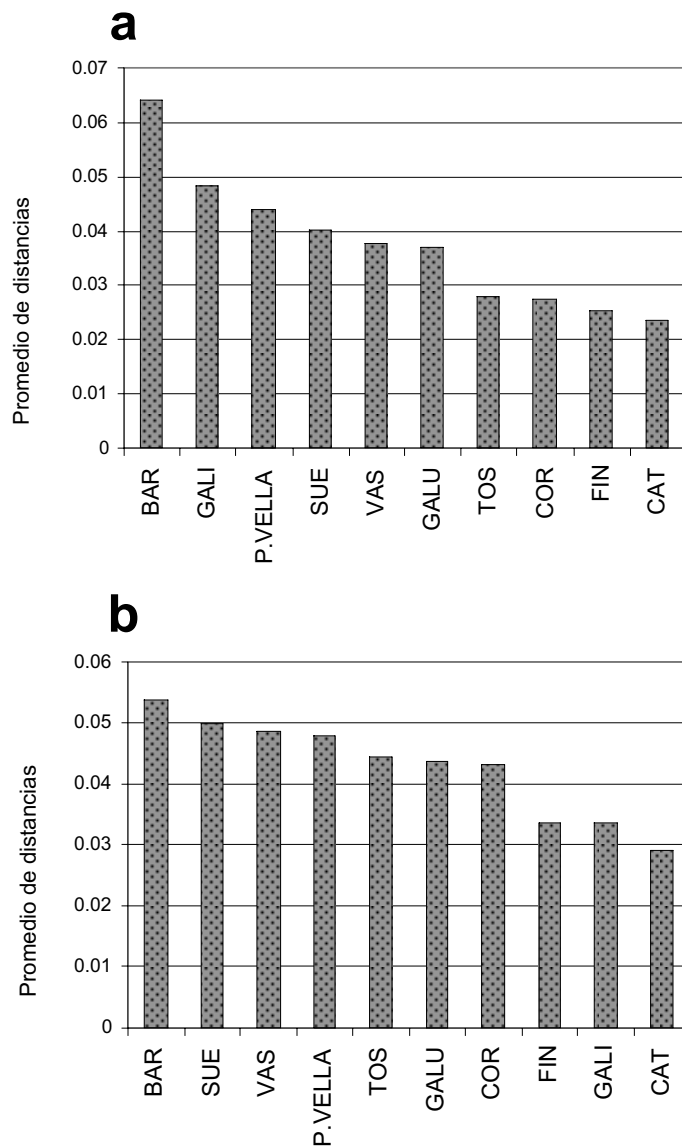 a
Promedio de distancias
0.07
0.06
0.05
0.04
0.03
0.02
0.01
0
BAR
GALI
P.VELLA
SUE
VAS
GALU
TOS
COR
FIN
CAT
b
Promedio de distancias
0.06
0.05
0.04
0.03
0.02
0.01
0
BAR
SUE
VAS
P.VELLA
TOS
GALU
COR
FIN
GALI
CAT